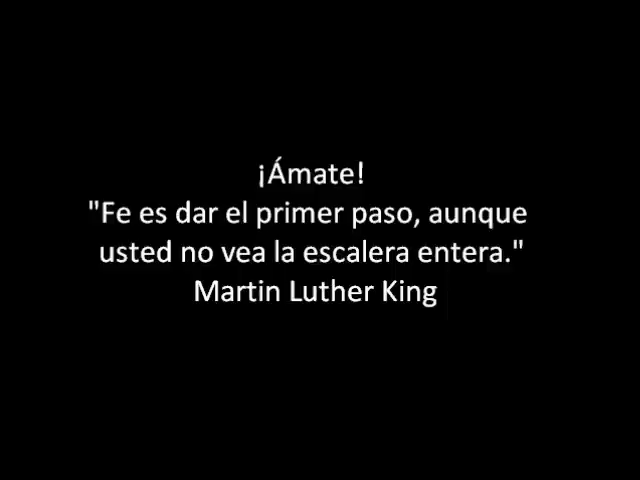 ¡Ámate!
"Fe es dar el primer paso, aunque
usted no vea la escalera entera."
Martin Luther King